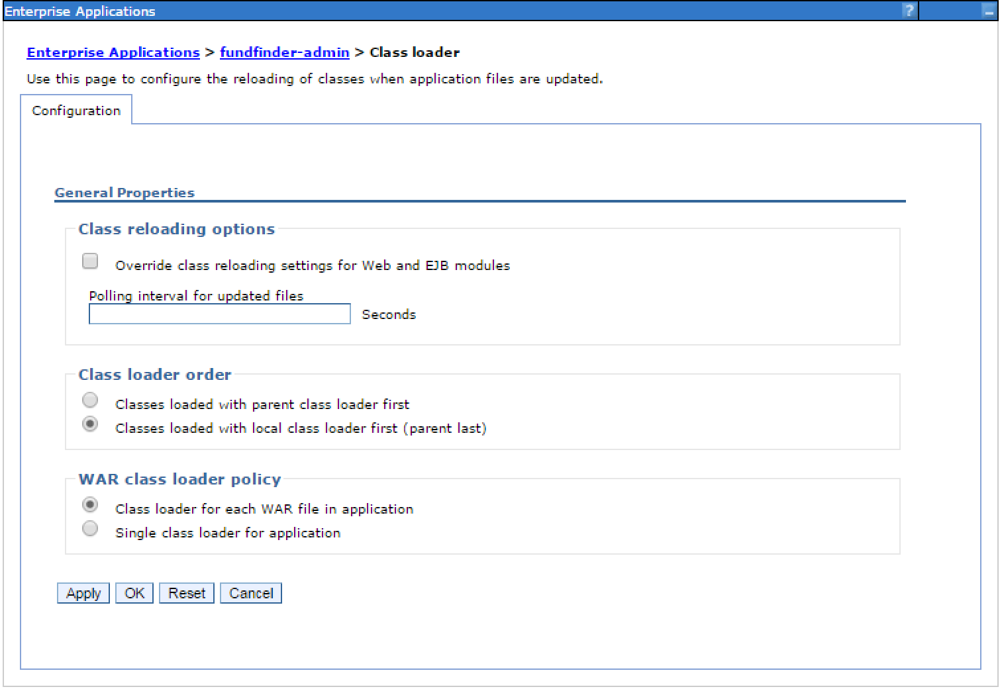 Enterprise Applications ? –
Enterprise Applications > fundfinder-admin > Class loader
Use this page to configure the reloading of classes when application files are updated.
Configuration
General Properties
Class reloading options
Override class reloading settings for Web and EJB modules
Polling interval for updated files
Seconds
Class loader order
Classes loaded with parent class loader first
Classes loaded with local class loader first (parent last)
WAR class loader policy
Class loader for each WAR file in application
Single class loader for application
Apply OK Reset Cancel